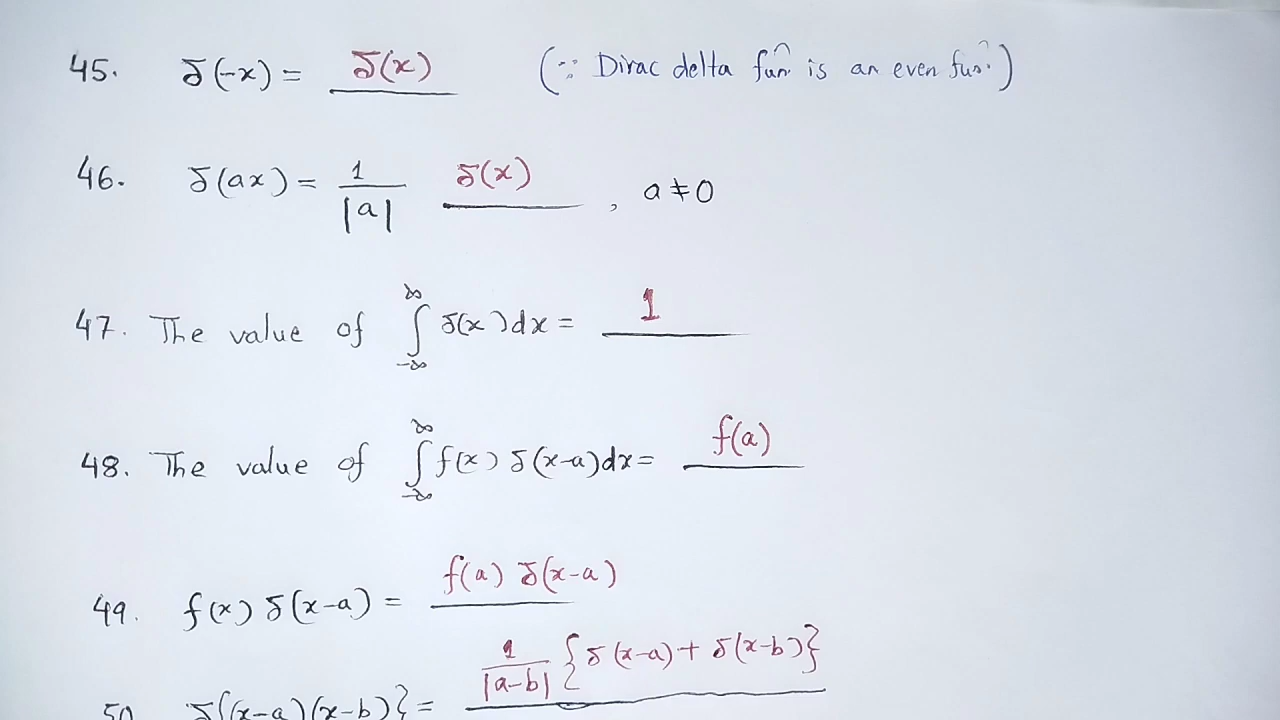 45. δ(-x) = δ(x) (∵ Dirac delta fun^n is an even fun^n)
46. δ(ax) = 1/|a| δ(x) , a ≠ 0
47. The value of ∫_{-∞}^{∞} δ(x)dx = 1
48. The value of ∫_{-∞}^{∞} f(x) δ(x-a)dx = f(a)
49. f(x) δ(x-a) = f(a) δ(x-a)
50. δ{(x-a)(x-b)} = 1/|a-b| {δ(x-a) + δ(x-b)}